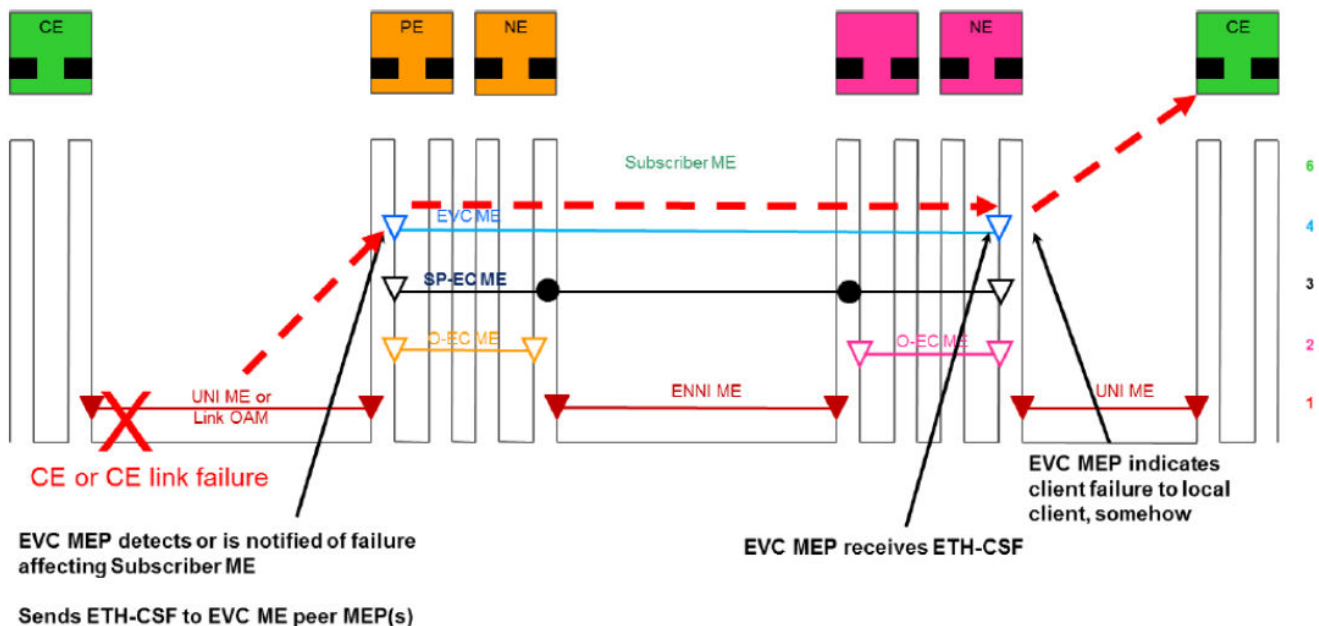 CE
PE
NE
NE
CE
Subscriber ME
6
EVC ME
4
SP-EC ME
3
O-EC ME
O-EC ME
2
UNI ME or
Link OAM
ENNI ME
UNI ME
1
CE or CE link failure
EVC MEP detects or is notified of failure
affecting Subscriber ME
Sends ETH-CSF to EVC ME peer MEP(s)
EVC MEP receives ETH-CSF
EVC MEP indicates
client failure to local
client, somehow